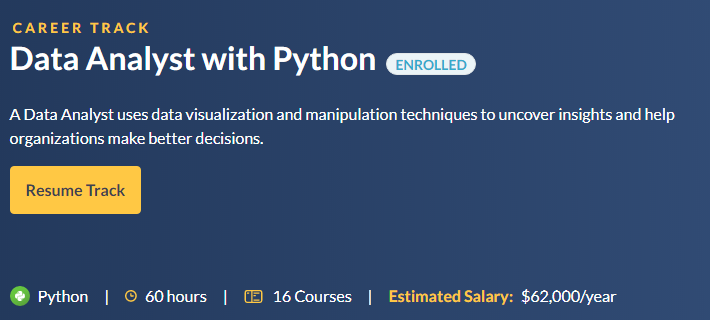 CAREER TRACK
Data Analyst with Python ENROLLED
A Data Analyst uses data visualization and manipulation techniques to uncover insights and help
organizations make better decisions.
Resume Track
Python | 60 hours | 16 Courses | Estimated Salary: $62,000/year